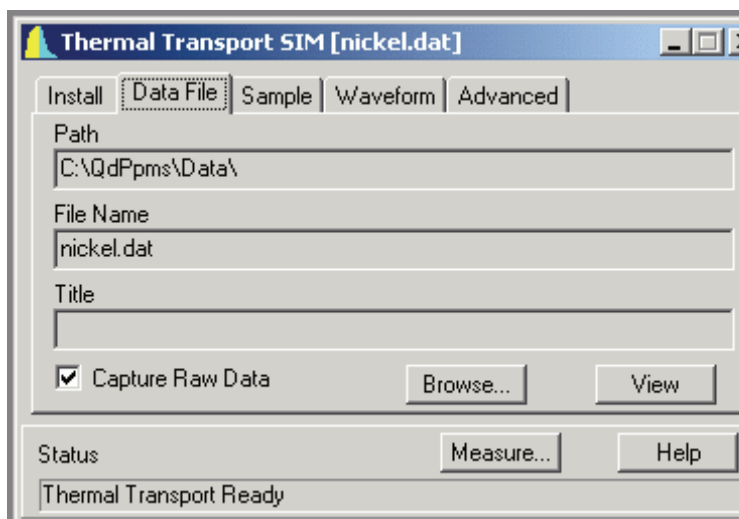 Thermal Transport SIM [nickel.dat]
Install Data File Sample Waveform Advanced
Path
C:\QdPpms\Data\
File Name
nickel.dat
Title
Capture Raw Data Browse... View
Status Measure... Help
Thermal Transport Ready